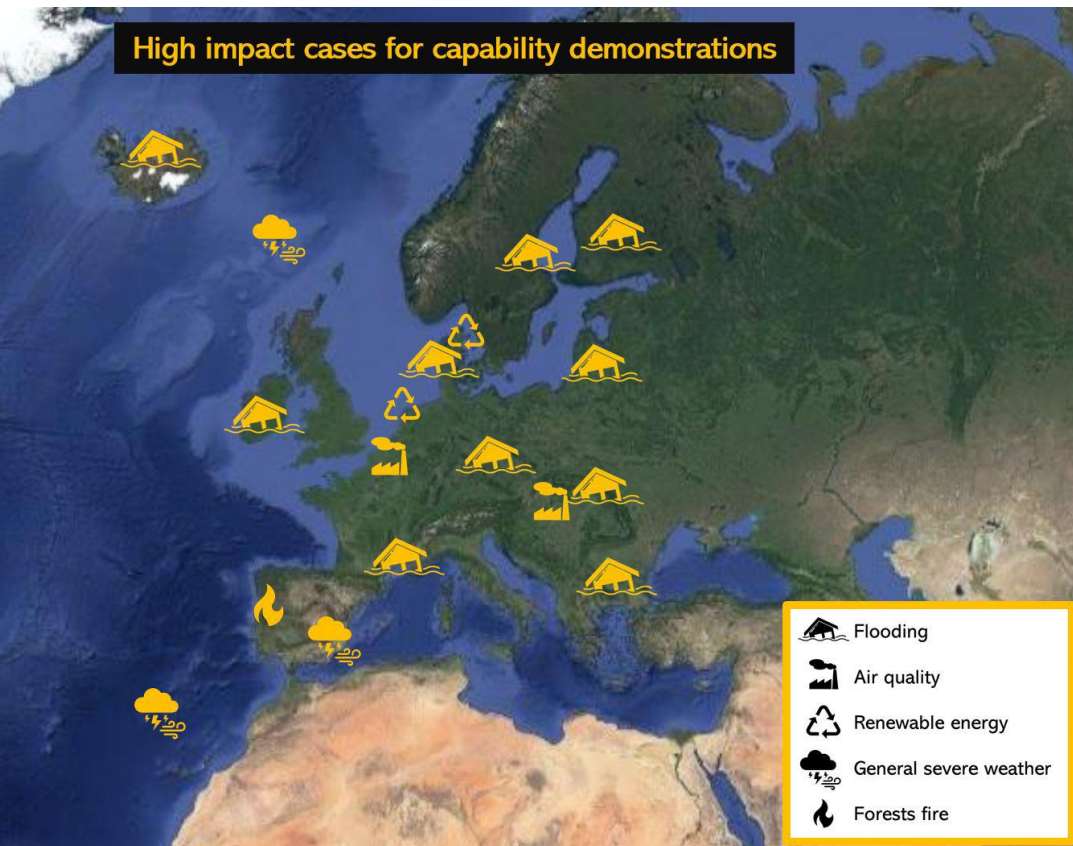 High impact cases for capability demonstrations
Flooding
Air quality
Renewable energy
General severe weather
Forests fire